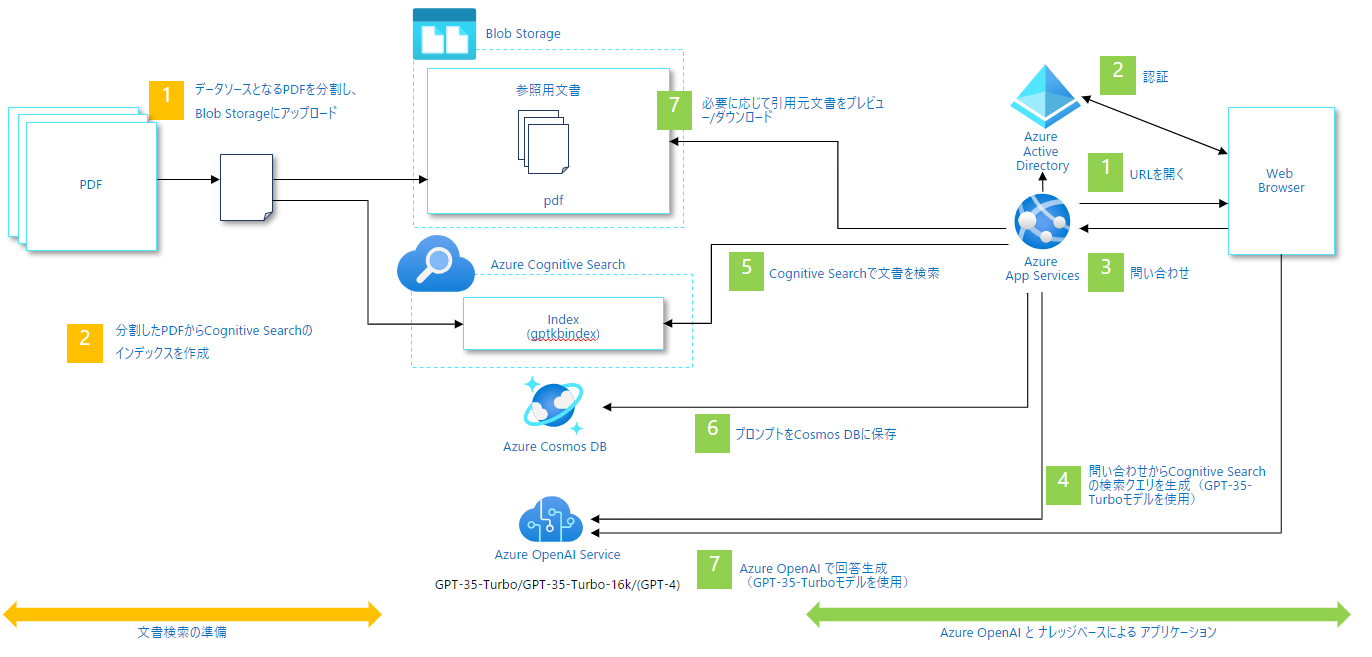 Blob Storage
1
データソースとなるPDFを分割し、
Blob Storageにアップロード
参照用文書
pdf
PDF
7
必要に応じて引用元文書をプレビュ
ー/ダウンロード
2
認証
Azure
Active
Directory
1
URLを開く
Web
Browser
Azure
App Services
3
問い合わせ
Azure Cognitive Search
5
Cognitive Searchで文書を検索
Index
(gptkbindex)
2
分割したPDFからCognitive Searchの
インデックスを作成
Azure Cosmos DB
6
プロンプトをCosmos DBに保存
4
問い合わせからCognitive Search
の検索クエリを生成（GPT-35-
Turboモデルを使用）
Azure OpenAI Service
GPT-35-Turbo/GPT-35-Turbo-16k/(GPT-4)
7
Azure OpenAI で回答生成
（GPT-35-Turboモデルを使用）
文書検索の準備
Azure OpenAI と ナレッジベースによる アプリケーション